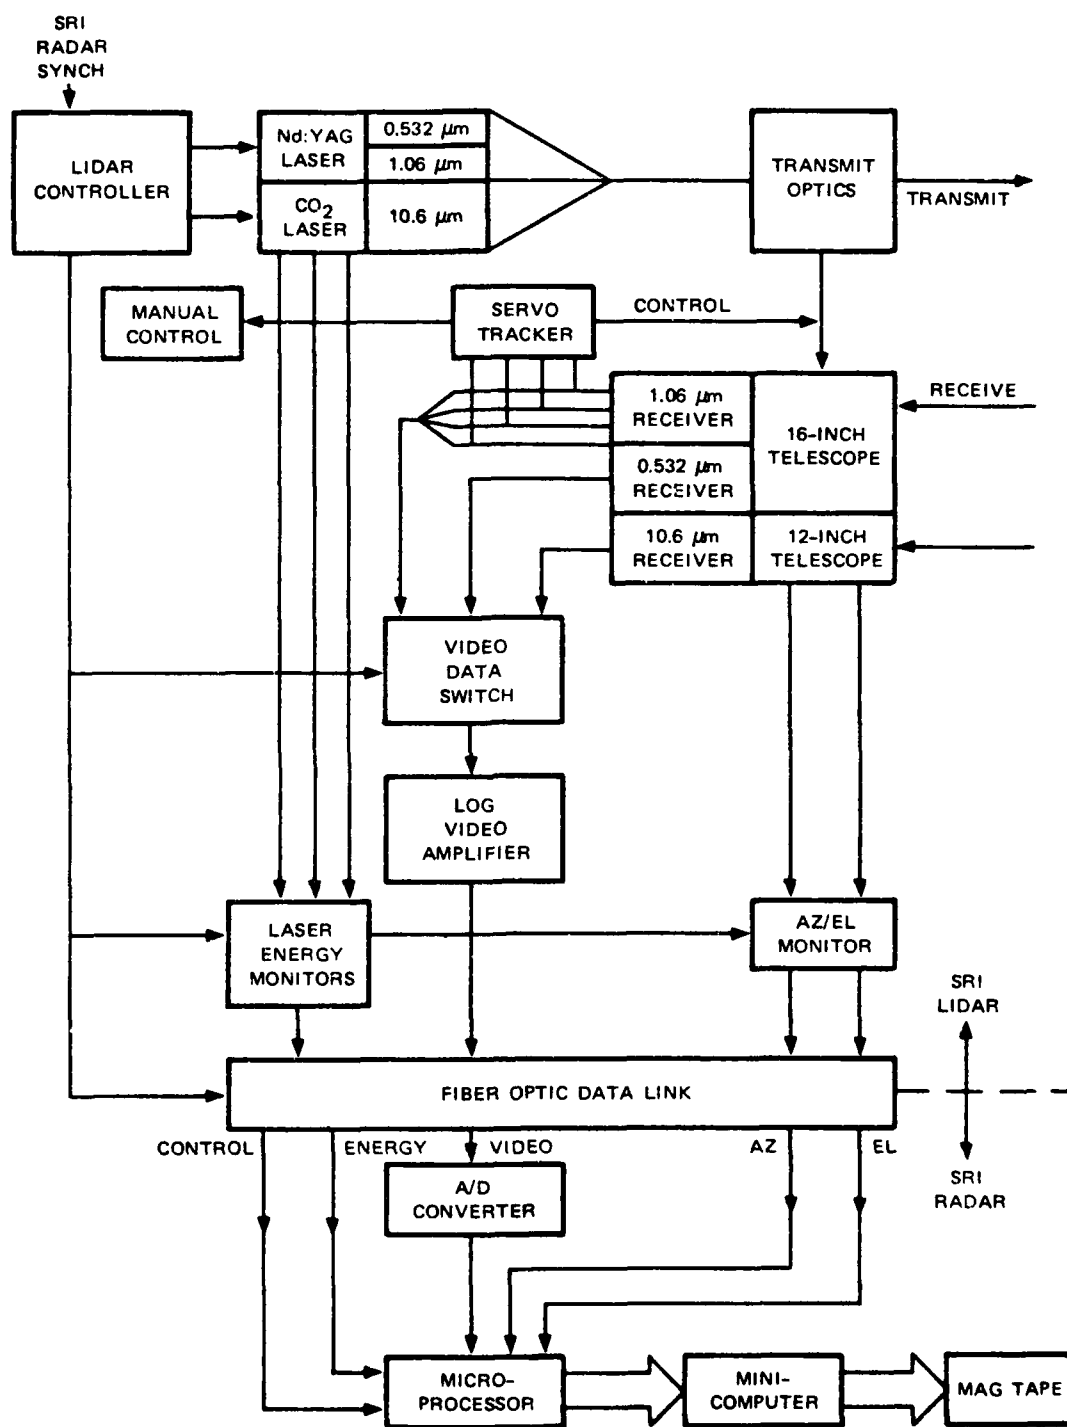 SRI
RADAR
SYNCH
LIDAR
CONTROLLER
Nd:YAG
LASER
0.532 μm
1.06 μm
CO2
LASER
10.6 μm
TRANSMIT
OPTICS
TRANSMIT
MANUAL
CONTROL
SERVO
TRACKER
CONTROL
1.06 μm
RECEIVER
16-INCH
TELESCOPE
RECEIVE
0.532 μm
RECEIVER
10.6 μm
RECEIVER
12-INCH
TELESCOPE
VIDEO
DATA
SWITCH
LOG
VIDEO
AMPLIFIER
LASER
ENERGY
MONITORS
AZ/EL
MONITOR
SRI
LIDAR
FIBER OPTIC DATA LINK
CONTROL
ENERGY
VIDEO
AZ
EL
SRI
RADAR
A/D
CONVERTER
MICRO-
PROCESSOR
MINI-
COMPUTER
MAG TAPE